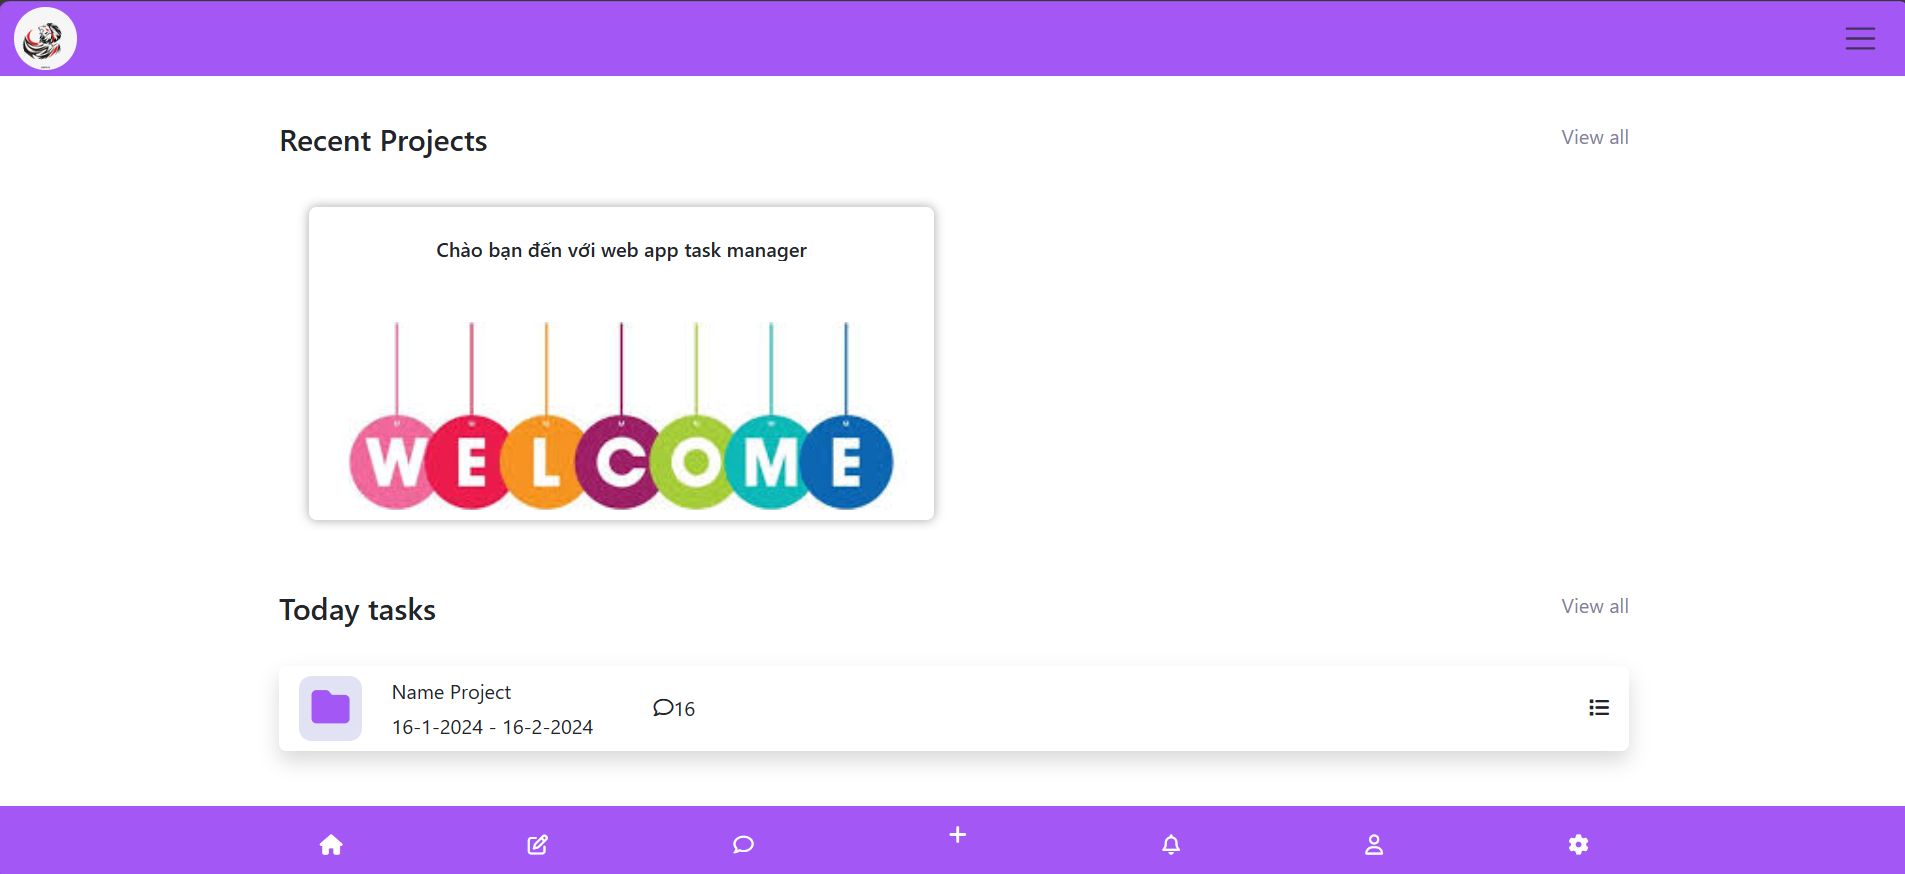 Recent Projects
View all
Chào bạn đến với web app task manager
WELCOME
Today tasks
View all
Name Project
16-1-2024 - 16-2-2024
16